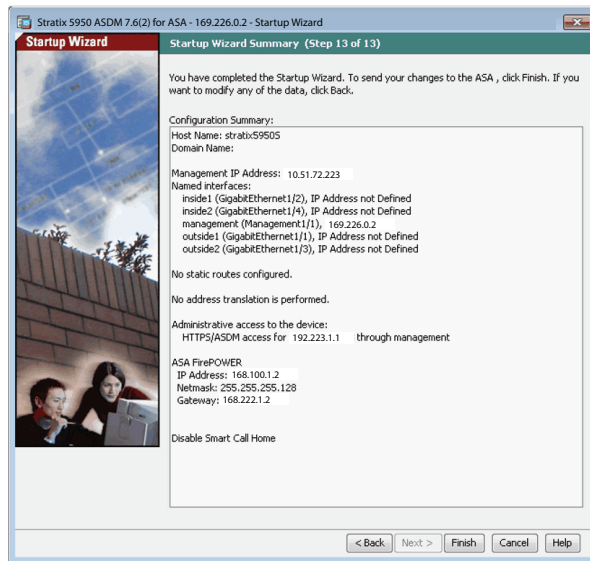 Stratix 5950 ASDM 7.6(2) for ASA - 169.226.0.2 - Startup Wizard
Startup Wizard
Startup Wizard Summary (Step 13 of 13)
You have completed the Startup Wizard. To send your changes to the ASA , click Finish. If you
want to modify any of the data, click Back.
Configuration Summary:
Host Name: stratix5950S
Domain Name:
Management IP Address: 10.51.72.223
Named interfaces:
inside1 (GigabitEthernet1/2), IP Address not Defined
inside2 (GigabitEthernet1/4), IP Address not Defined
management (Management1/1), 169.226.0.2
outside1 (GigabitEthernet1/1), IP Address not Defined
outside2 (GigabitEthernet1/3), IP Address not Defined
No static routes configured.
No address translation is performed.
Administrative access to the device:
HTTPS/ASDM access for 192.223.1.1 through management
ASA FirePOWER
IP Address: 168.100.1.2
Netmask: 255.255.255.128
Gateway: 168.222.1.2
Disable Smart Call Home
< Back Next > Finish Cancel Help